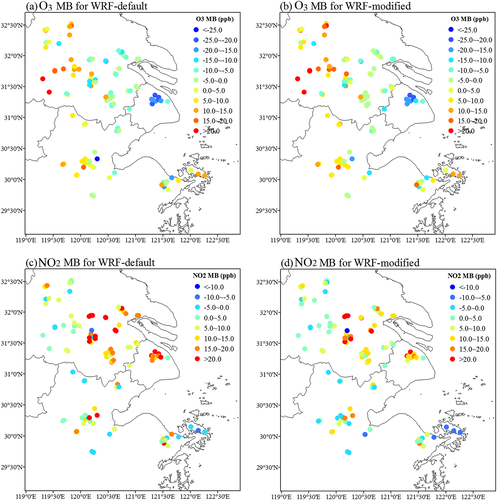 (a)O3 MB for WRF-default
32°30'N
32°0'N
31°30'N
31°0'N
30°30'N
30°0'N
29°30'N
O3 MB (ppb)
<-25.0
-25.0--20.0
-20.0--15.0
-15.0--10.0
-10.0--5.0
-5.0-0.0
0.0-5.0
5.0-10.0
10.0-15.0
15.0-20.0
>20.0
119°0'E 119°30'E 120°0'E 120°30'E 121°0'E 121°30'E 122°30'E
(b)O3 MB for WRF-modified
32°30'N
32°0'N
31°30'N
31°0'N
30°30'N
30°0'N
29°30'N
O3 MB (ppb)
<-25.0
-25.0--20.0
-20.0--15.0
-15.0--10.0
-10.0--5.0
-5.0-0.0
0.0-5.0
5.0-10.0
10.0-15.0
15.0-20.0
>20.0
119°0'E 119°30'E 120°0'E 120°30'E 121°0'E 121°30'E 122°30'E
(c)NO2 MB for WRF-default
32°30'N
32°0'N
31°30'N
31°0'N
30°30'N
30°0'N
29°30'N
NO2 MB (ppb)
<-10.0
-10.0--5.0
-5.0-0.0
0.0-5.0
5.0-10.0
10.0-15.0
15.0-20.0
>20.0
119°0'E 119°30'E 120°0'E 120°30'E 121°0'E 121°30'E 122°30'E
(d)NO2 MB for WRF-modified
32°30'N
32°0'N
31°30'N
31°0'N
30°30'N
30°0'N
29°30'N
NO2 MB (ppb)
<-10.0
-10.0--5.0
-5.0-0.0
0.0-5.0
5.0-10.0
10.0-15.0
15.0-20.0
>20.0
119°0'E 119°30'E 120°0'E 120°30'E 121°0'E 121°30'E 122°30'E